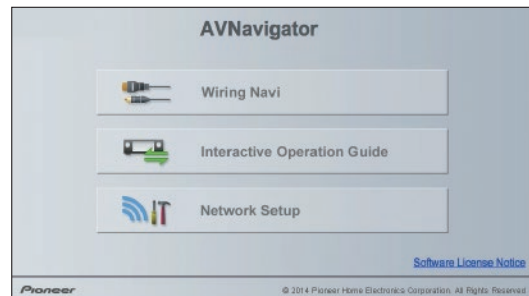 AVNavigator
Wiring Navi
Interactive Operation Guide
Network Setup
Software License Notice
Pioneer
© 2014 Pioneer Home Electronics Corporation. All Rights Reserved